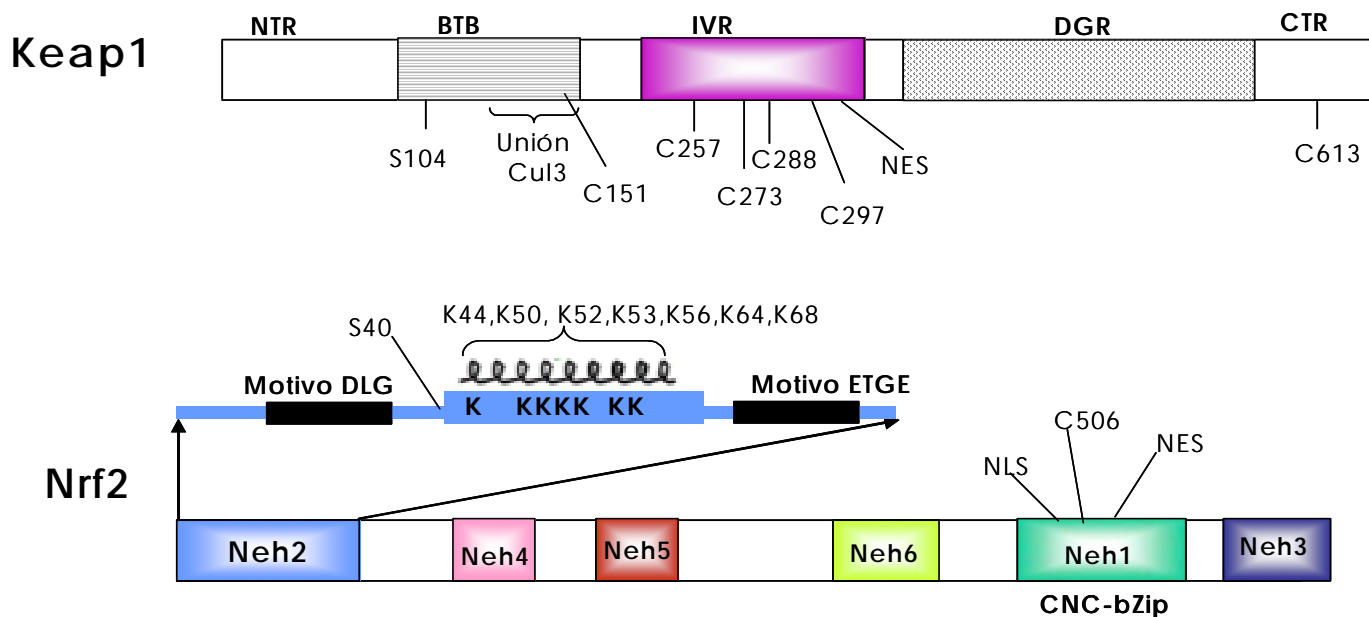 NTR BTB IVR DGR CTR
Keap1
S104
Unión
Cul3
C151
C257
C273
C288
C297
NES
C613
K44,K50, K52,K53,K56,K64,K68
S40
Motivo DLG
Motivo ETGE
K KKKK KK
C506
NLS
NES
Nrf2
Neh2 Neh4 Neh5 Neh6 Neh1 Neh3
CNC-bZip